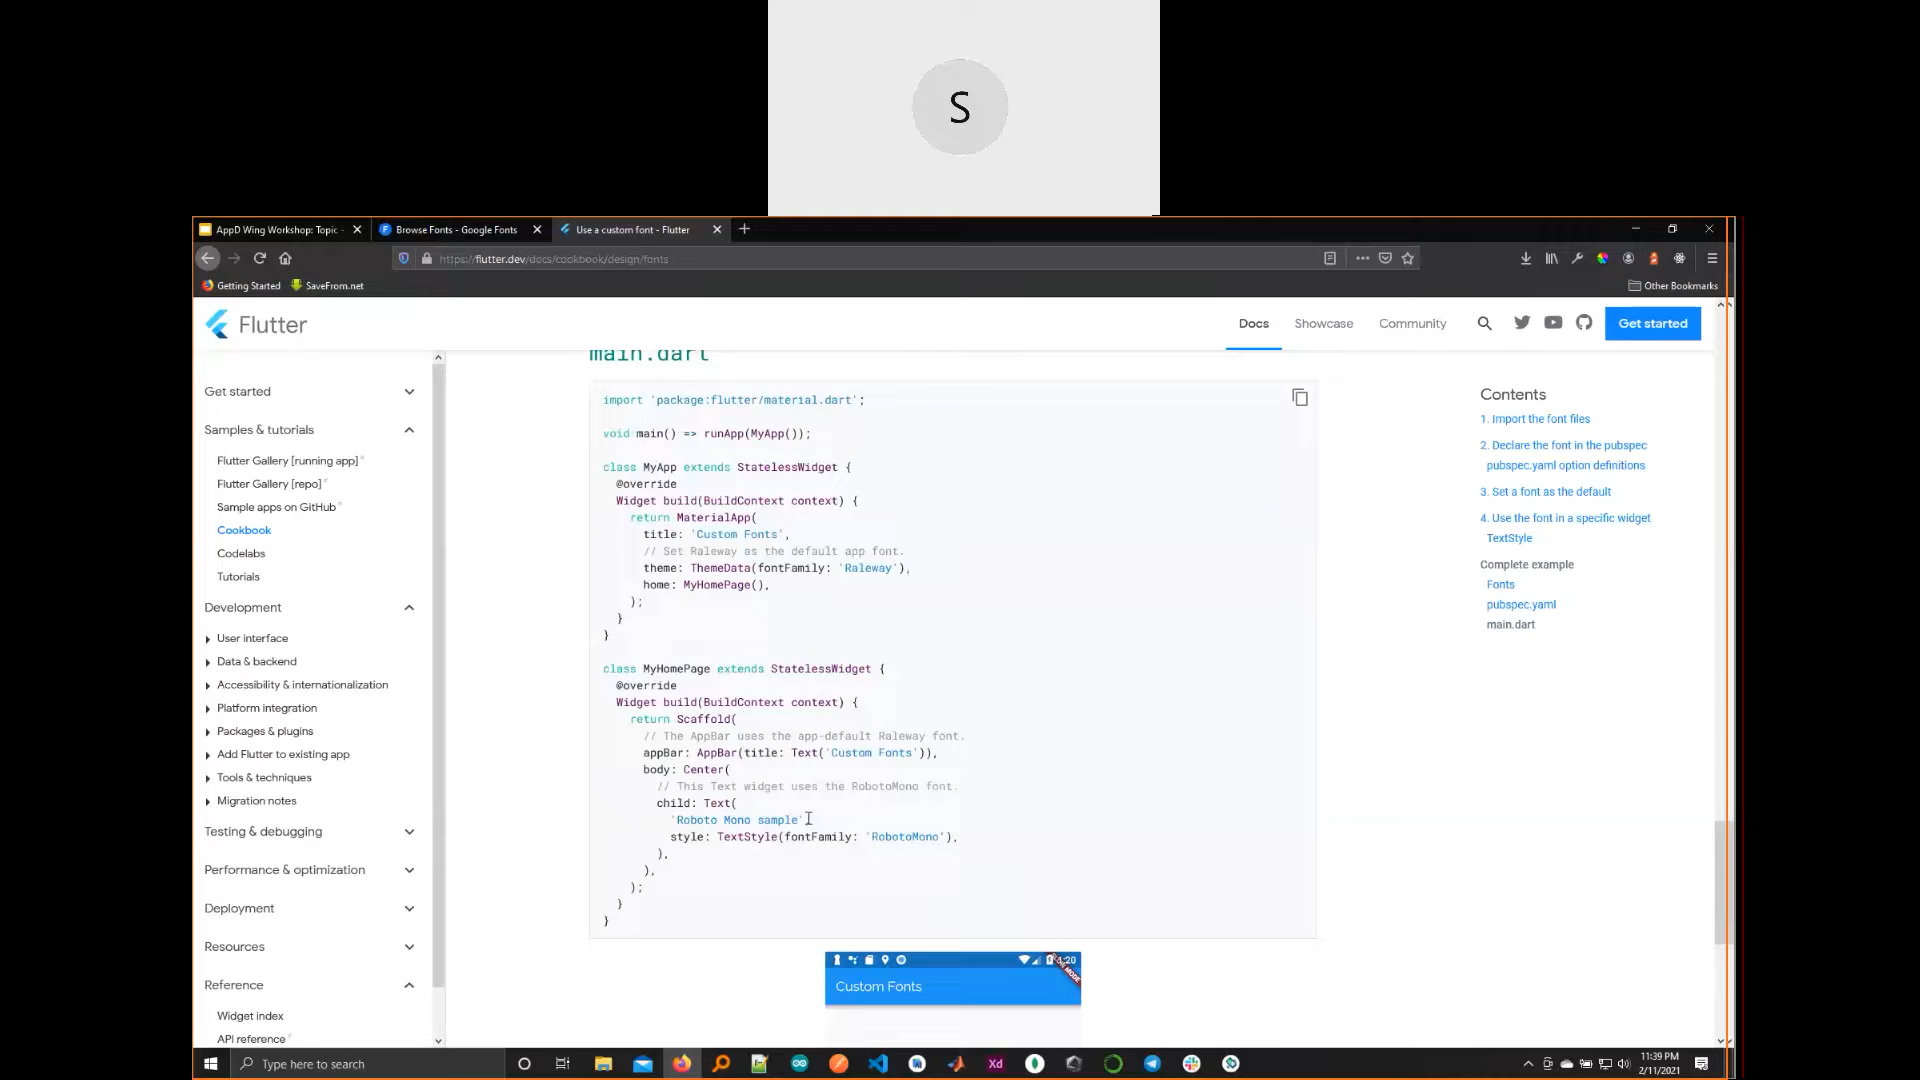 S
AppD Wing Workshop: Topic -
Browse Fonts - Google Fonts
Use a custom font - Flutter
https://flutter.dev/docs/cookbook/design/fonts
Getting Started
SaveFrom.net
Other Bookmarks
Flutter
Docs
Showcase
Community
Get started
Get started
Samples & tutorials
Flutter Gallery [running app]
Flutter Gallery [repo]
Sample apps on GitHub
Cookbook
Codelabs
Tutorials
Development
User interface
Data & backend
Accessibility & internationalization
Platform integration
Packages & plugins
Add Flutter to existing app
Tools & techniques
Migration notes
Testing & debugging
Performance & optimization
Deployment
Resources
Reference
Widget index
API reference
main.dart
import 'package:flutter/material.dart';
void main() => runApp(MyApp());
class MyApp extends StatelessWidget {
@override
Widget build(BuildContext context) {
return MaterialApp(
title: 'Custom Fonts',
// Set Raleway as the default app font.
theme: ThemeData(fontFamily: 'Raleway'),
home: MyHomePage(),
);
}
}
class MyHomePage extends StatelessWidget {
@override
Widget build(BuildContext context) {
return Scaffold(
// The AppBar uses the app-default Raleway font.
appBar: AppBar(title: Text('Custom Fonts')),
body: Center(
// This Text widget uses the RobotoMono font.
child: Text(
'Roboto Mono sample'
style: TextStyle(fontFamily: 'RobotoMono'),
),
),
);
}
}
Custom Fonts
Contents
1. Import the font files
2. Declare the font in the pubspec
pubspec.yaml option definitions
3. Set a font as the default
4. Use the font in a specific widget
TextStyle
Complete example
Fonts
pubspec.yaml
main.dart
Type here to search
Xd
11:39 PM
2/11/2021